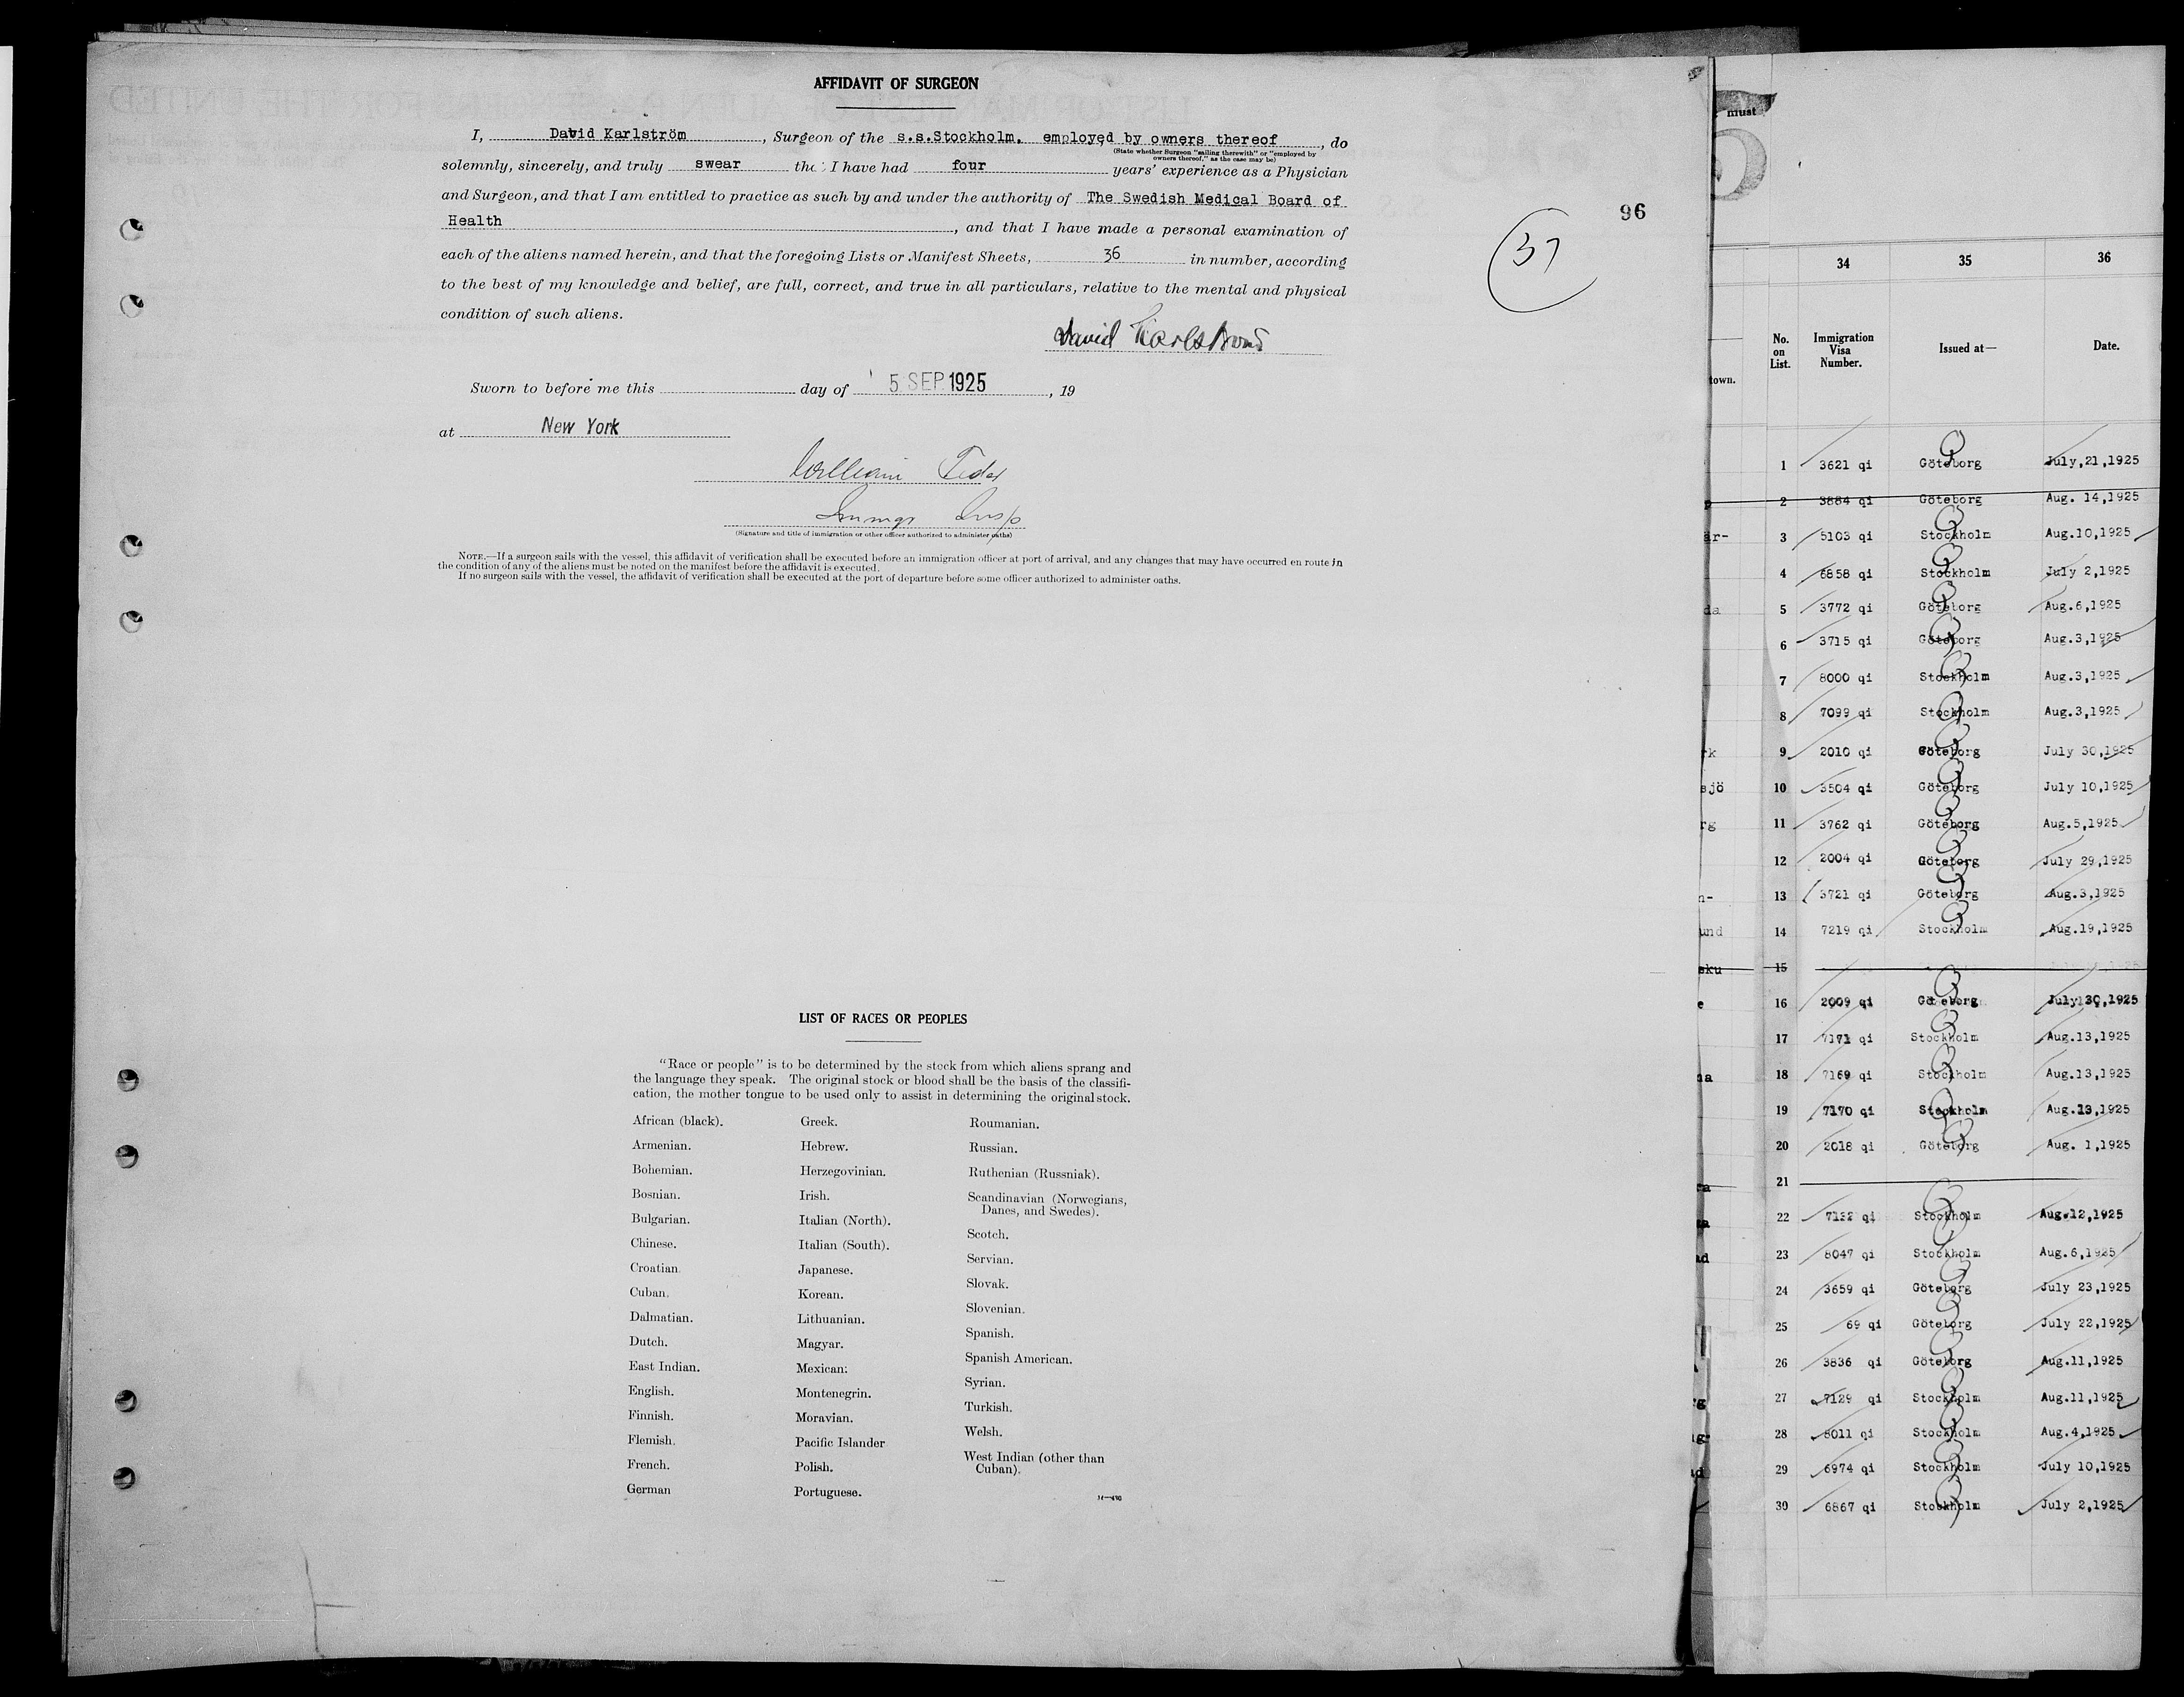 AFFIDAVIT OF SURGEON
I, David Karlström, Surgeon of the s.s.Stockholm, employed by owners thereof, do
(State whether Surgeon "sailing therewith" or "employed by
owners thereof," as the case may be)
solemnly, sincerely, and truly swear that I have had four years' experience as a Physician
and Surgeon, and that I am entitled to practice as such by and under the authority of The Swedish Medical Board of
Health, and that I have made a personal examination of
each of the aliens named herein, and that the foregoing Lists or Manifest Sheets, 36 in number, according
to the best of my knowledge and belief, are full, correct, and true in all particulars, relative to the mental and physical
condition of such aliens.
David Karlström
37
96
Sworn to before me this day of 5 SEP 1925, 19
at New York
William
Immigr Insp
(Signature and title of immigration or other officer authorized to administer oaths)
NOTE.—If a surgeon sails with the vessel, this affidavit of verification shall be executed before an immigration officer at port of arrival, and any changes that may have occurred en route in
the condition of any of the aliens must be noted on the manifest before the affidavit is executed.
If no surgeon sails with the vessel, the affidavit of verification shall be executed at the port of departure before some officer authorized to administer oaths.
LIST OF RACES OR PEOPLES
"Race or people" is to be determined by the stock from which aliens sprang and
the language they speak. The original stock or blood shall be the basis of the classifi-
cation, the mother tongue to be used only to assist in determining the original stock.
African (black).
Armenian.
Bohemian.
Bosnian.
Bulgarian.
Chinese.
Croatian.
Cuban.
Dalmatian.
Dutch.
East Indian.
English.
Finnish.
Flemish.
French.
German
Greek.
Hebrew.
Herzegovinian.
Irish.
Italian (North).
Italian (South).
Japanese.
Korean.
Lithuanian.
Magyar.
Mexican.
Montenegrin.
Moravian.
Pacific Islander
Polish.
Portuguese.
Roumanian.
Russian.
Ruthenian (Russniak).
Scandinavian (Norwegians,
Danes, and Swedes).
Scotch.
Servian.
Slovak.
Slovenian.
Spanish.
Spanish American.
Syrian.
Turkish.
Welsh.
West Indian (other than
Cuban).
must
34 35 36
town. No. on List. Immigration Visa Number. Issued at— Date.
1 3621 qi Göteborg July,21,1925
2 3884 qi Göteborg Aug. 14,1925
är- 3 5103 qi Stockholm Aug.10,1925
4 6858 qi Stockholm July 2,1925
da 5 3772 qi Göteborg Aug.6,1925
6 3715 qi Göteborg Aug.3,1925
7 8000 qi Stockholm Aug.3,1925
8 7099 qi Stockholm Aug.3,1925
rk 9 2010 qi Göteborg July 30,1925
sjö 10 3504 qi Göteborg July 10,1925
rg 11 3762 qi Göteborg Aug.5,1925
12 2004 qi Göteborg July 29,1925
n- 13 3721 qi Göteborg Aug.3,1925
und 14 7219 qi Stockholm Aug.19,1925
sku 15
e 16 2009 qi Göteborg July 30,1925
17 7171 qi Stockholm Aug.13,1925
na 18 7169 qi Stockholm Aug.13,1925
19 7170 qi Stockholm Aug.13,1925
20 2018 qi Göteborg Aug. 1,1925
21
22 7132 qi Stockholm Aug.12,1925
23 8047 qi Stockholm Aug.6,1925
24 3659 qi Göteborg July 23,1925
25 69 qi Göteborg July 22,1925
26 3836 qi Göteborg Aug.11,1925
27 7129 qi Stockholm Aug.11,1925
28 8011 qi Stockholm Aug.4,1925
29 6974 qi Stockholm July 10,1925
30 6867 qi Stockholm July 2,1925